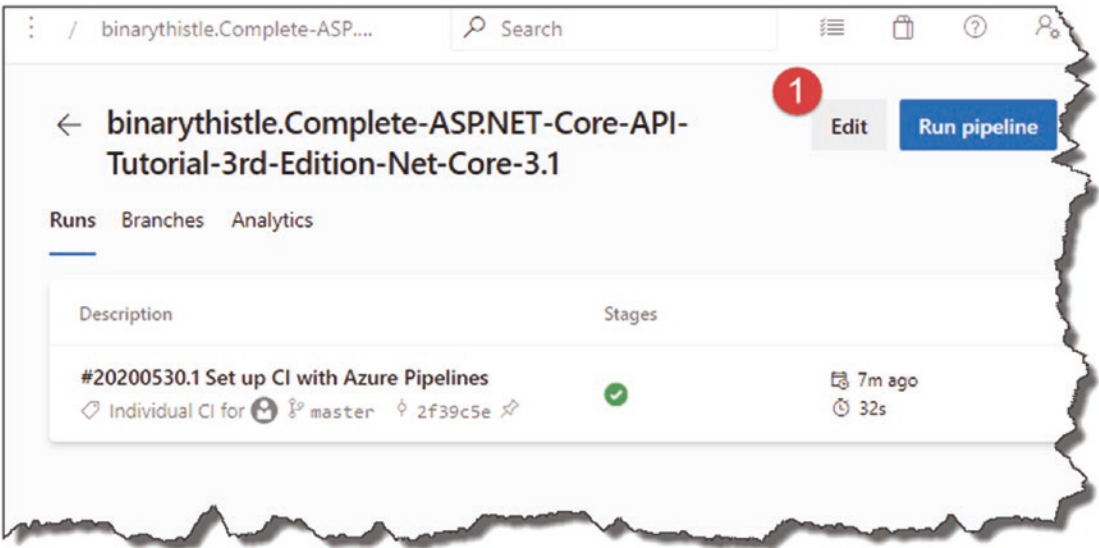 / binarythistle.Complete-ASP.... Search
1
← binarythistle.Complete-ASP.NET-Core-API-
Tutorial-3rd-Edition-Net-Core-3.1
Edit Run pipeline
Runs Branches Analytics
Description Stages
#20200530.1 Set up CI with Azure Pipelines
7m ago
Individual CI for master 2f39c5e
32s